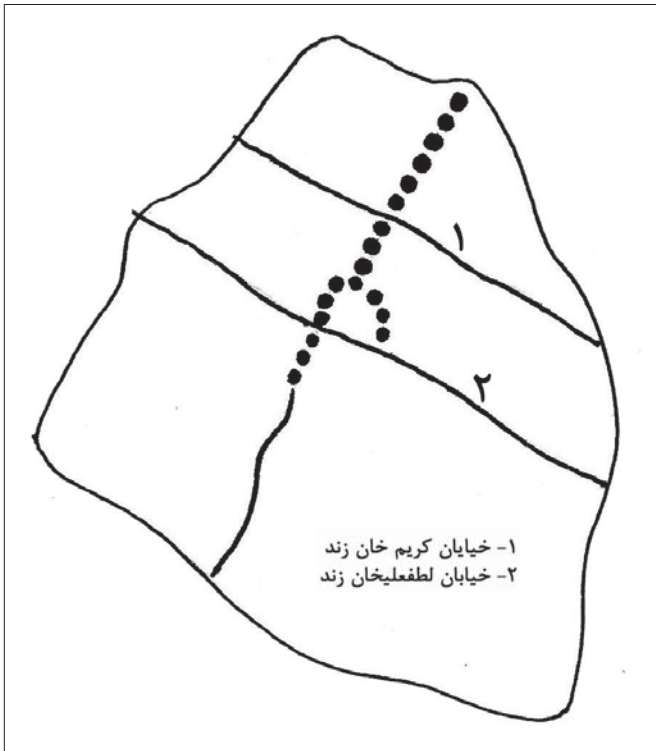 ۱
۲
۱- خیایان کریم خان زند
۲- خیابان لطفعلیخان زند